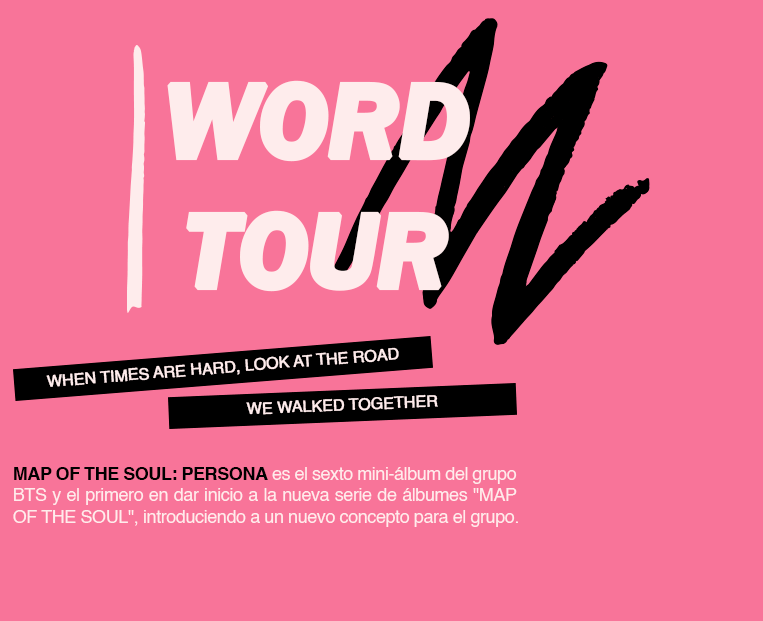 WORD
TOUR
WHEN TIMES ARE HARD, LOOK AT THE ROAD
WE WALKED TOGETHER
MAP OF THE SOUL: PERSONA es el sexto mini-álbum del grupo
BTS y el primero en dar inicio a la nueva serie de álbumes "MAP
OF THE SOUL", introduciendo a un nuevo concepto para el grupo.